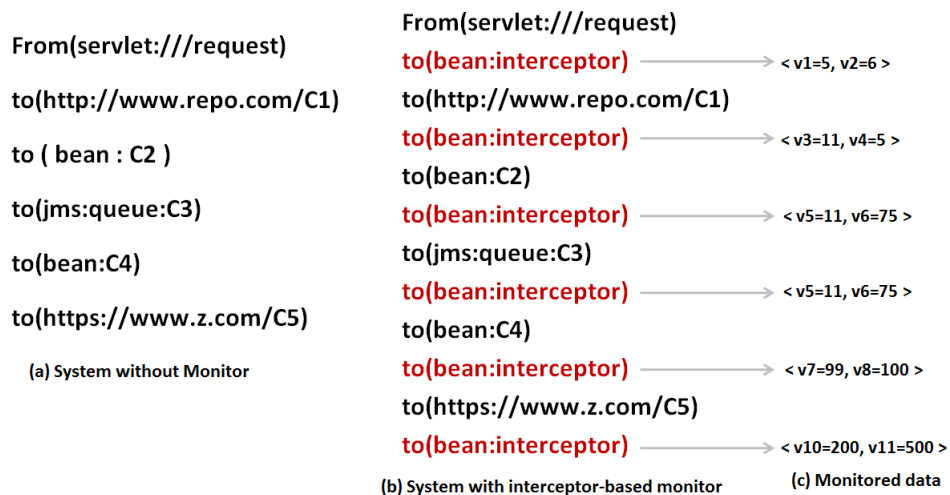 From(servlet:///request)
to(http://www.repo.com/C1)
to ( bean : C2 )
to(jms:queue:C3)
to(bean:C4)
to(https://www.z.com/C5)
(a) System without Monitor
From(servlet:///request)
to(bean:interceptor)
< v1=5, v2=6 >
to(http://www.repo.com/C1)
to(bean:interceptor)
< v3=11, v4=5 >
to(bean:C2)
to(bean:interceptor)
< v5=11, v6=75 >
to(jms:queue:C3)
to(bean:interceptor)
< v5=11, v6=75 >
to(bean:C4)
to(bean:interceptor)
< v7=99, v8=100 >
to(https://www.z.com/C5)
to(bean:interceptor)
< v10=200, v11=500 >
(b) System with interceptor-based monitor
(c) Monitored data